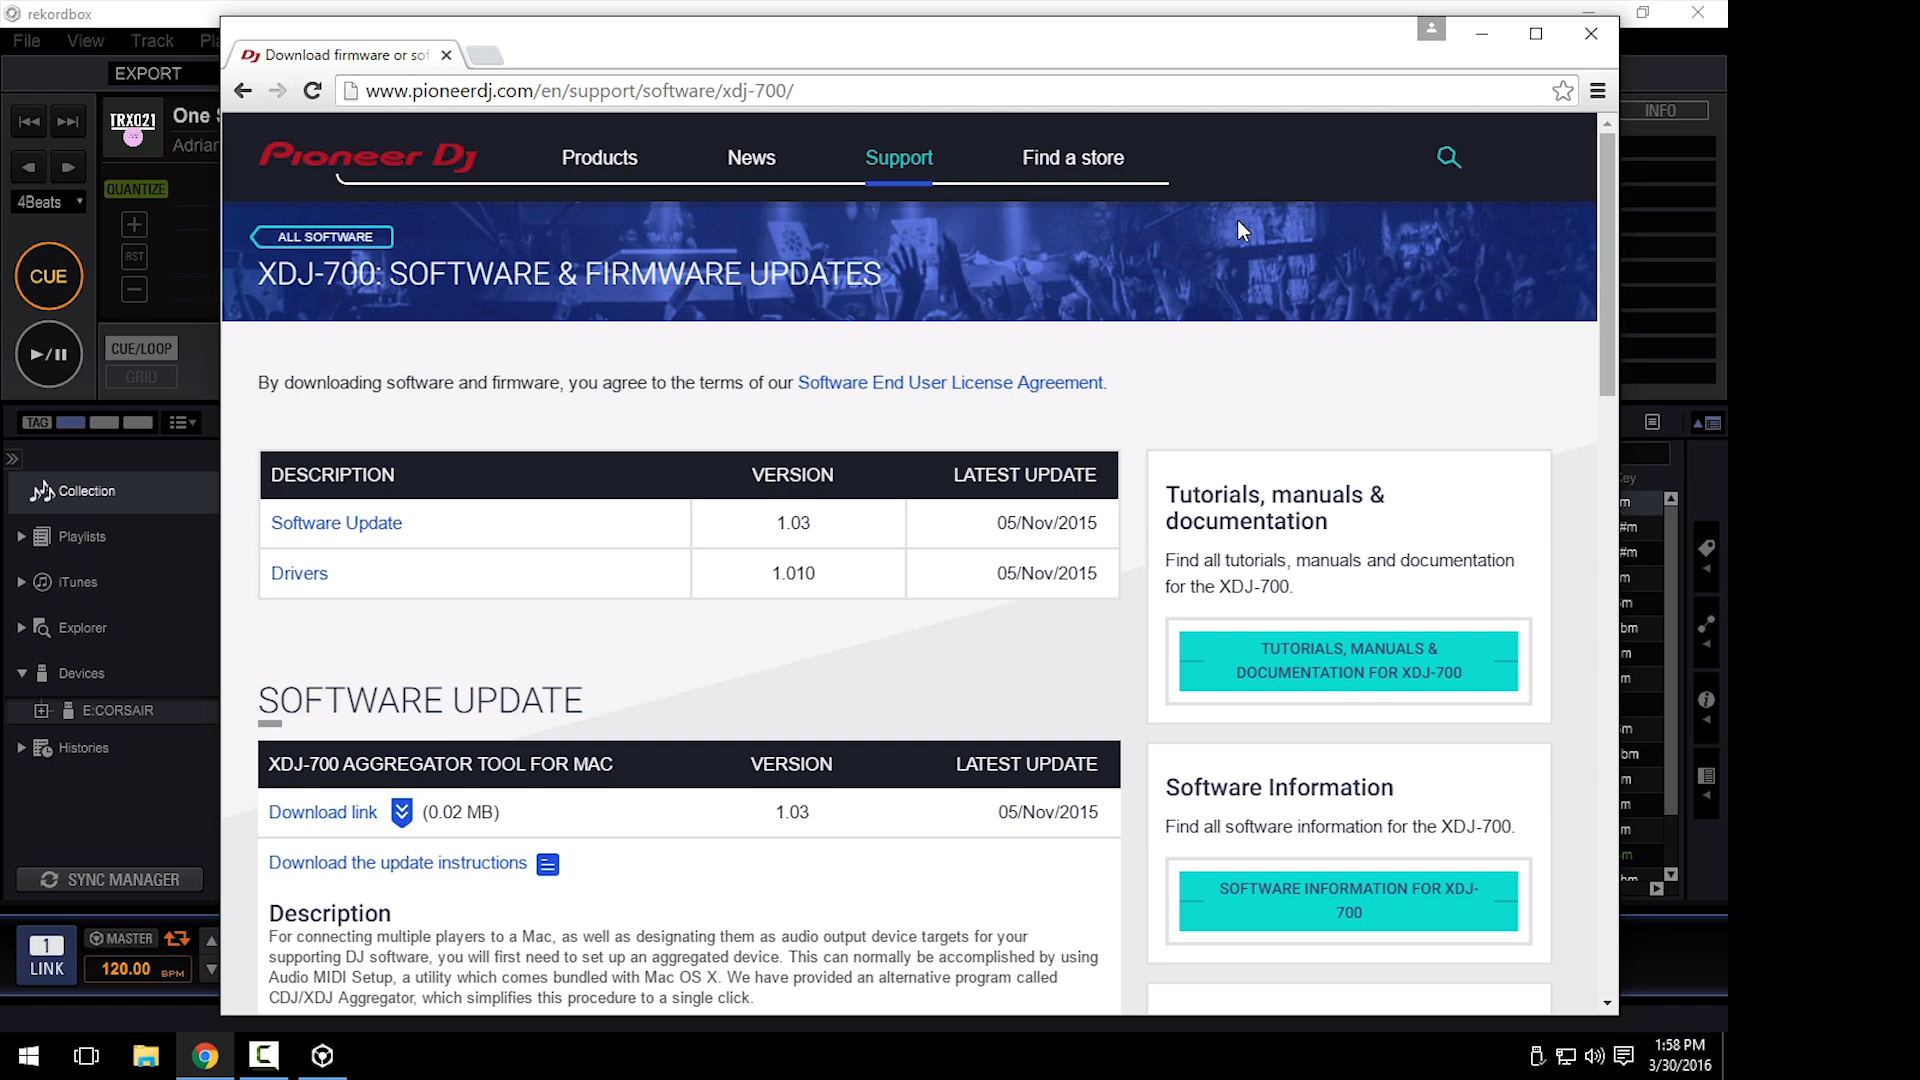 rekordbox
File View Track
EXPORT
TRX021
One
Adriar
QUANTIZE
4Beats
RST
CUE
CUE/LOOP
GRID
TAG
Collection
Playlists
iTunes
Explorer
Devices
E:CORSAIR
Histories
SYNC MANAGER
1
LINK
MASTER
120.00 BPM
Download firmware or sof
www.pioneerdj.com/en/support/software/xdj-700/
Pioneer Dj
Products
News
Support
Find a store
ALL SOFTWARE
XDJ-700: SOFTWARE & FIRMWARE UPDATES
By downloading software and firmware, you agree to the terms of our Software End User License Agreement.
DESCRIPTION VERSION LATEST UPDATE
Software Update 1.03 05/Nov/2015
Drivers 1.010 05/Nov/2015
SOFTWARE UPDATE
XDJ-700 AGGREGATOR TOOL FOR MAC VERSION LATEST UPDATE
Download link (0.02 MB) 1.03 05/Nov/2015
Download the update instructions
Description
For connecting multiple players to a Mac, as well as designating them as audio output device targets for your
supporting DJ software, you will first need to set up an aggregated device. This can normally be accomplished by using
Audio MIDI Setup, a utility which comes bundled with Mac OS X. We have provided an alternative program called
CDJ/XDJ Aggregator, which simplifies this procedure to a single click.
Tutorials, manuals &
documentation
Find all tutorials, manuals and documentation
for the XDJ-700.
TUTORIALS, MANUALS &
DOCUMENTATION FOR XDJ-700
Software Information
Find all software information for the XDJ-700.
SOFTWARE INFORMATION FOR XDJ-
700
INFO
1:58 PM
3/30/2016